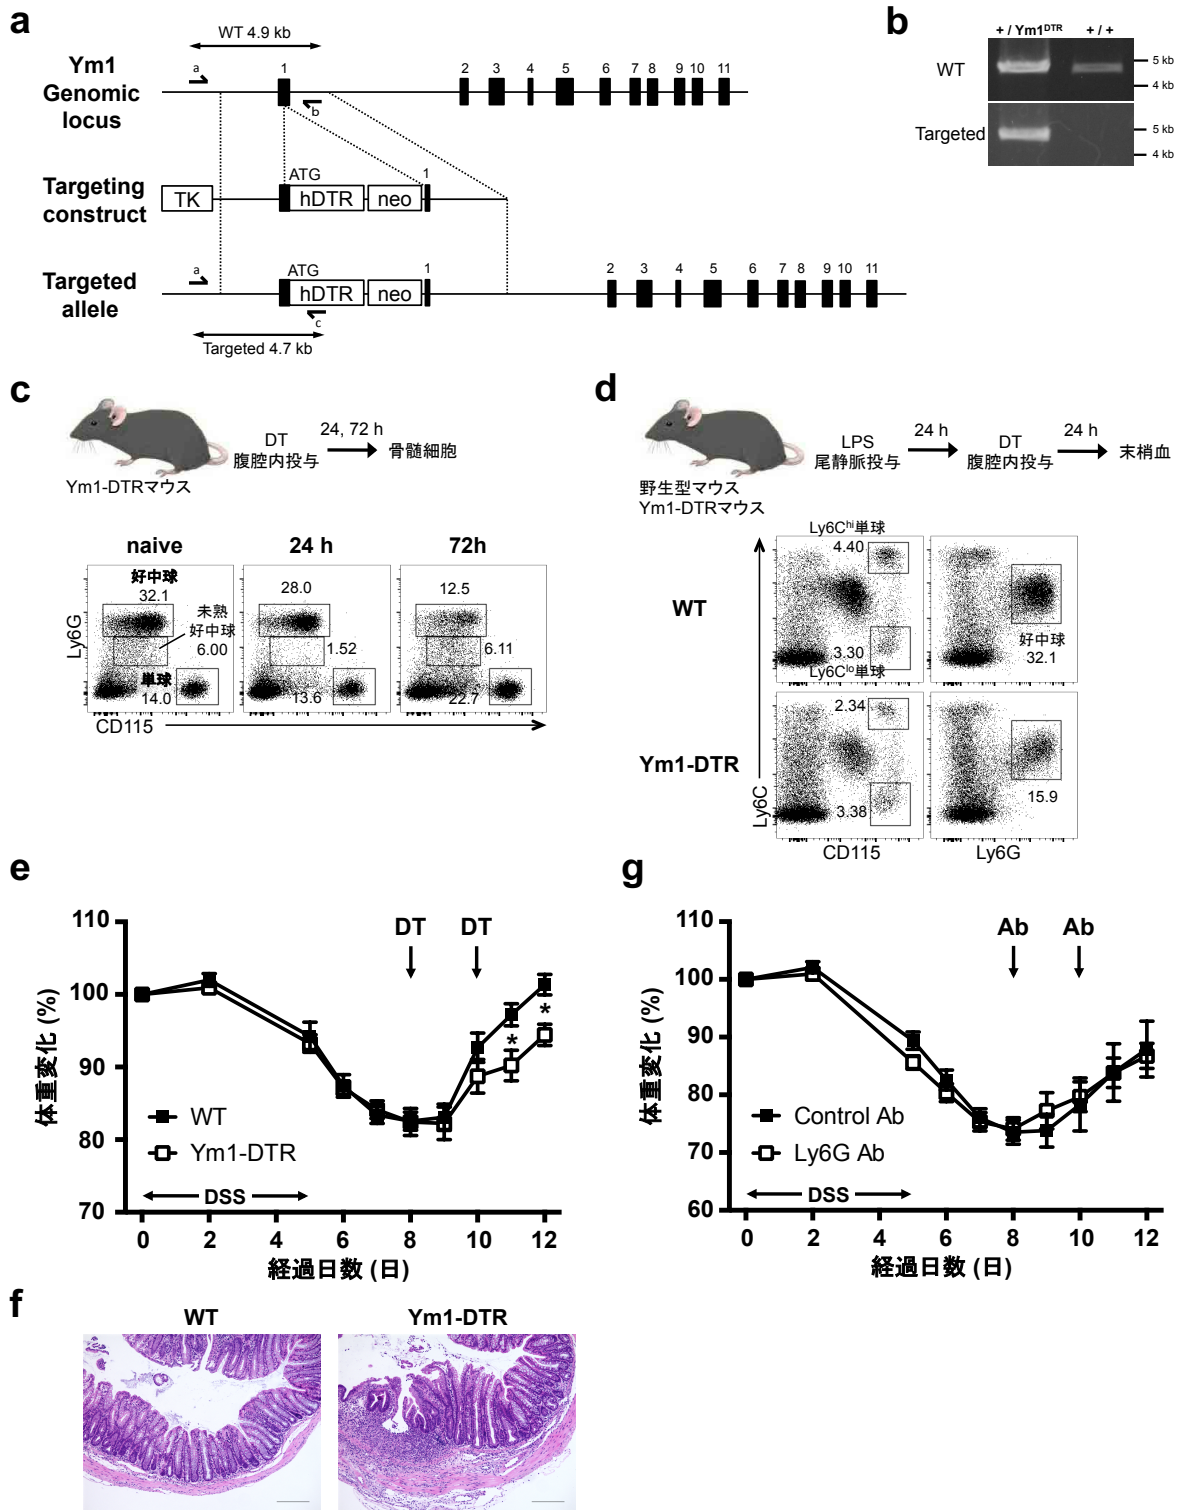 a
WT 4.9 kb
Ym1
Genomic
locus
a
b
1
2 3 4 5 6 7 8 9 10 11
Targeting
construct
TK
ATG
hDTR
neo
1
Targeted
allele
a
ATG
hDTR
neo
1
c
2 3 4 5 6 7 8 9 10 11
Targeted 4.7 kb
b
+ / Ym1DTR
+ / +
WT
5 kb
4 kb
Targeted
5 kb
4 kb
c
DT
腹腔内投与
24, 72 h
骨髄細胞
Ym1-DTRマウス
naive
24 h
72h
好中球
32.1
未熟
好中球
6.00
単球
14.0
28.0
1.52
13.6
12.5
6.11
22.7
Ly6G
CD115
d
LPS
尾静脈投与
24 h
DT
腹腔内投与
24 h
末梢血
野生型マウス
Ym1-DTRマウス
Ly6Chi単球
4.40
WT
3.30
Ly6Clo単球
好中球
32.1
2.34
Ym1-DTR
3.38
15.9
Ly6C
CD115
Ly6G
e
110
100
90
80
70
体重変化 (%)
DT
DT
*
*
WT
Ym1-DTR
DSS
0 2 4 6 8 10 12
経過日数 (日)
g
110
100
90
80
70
60
体重変化 (%)
Ab
Ab
Control Ab
Ly6G Ab
DSS
0 2 4 6 8 10 12
経過日数 (日)
f
WT
Ym1-DTR